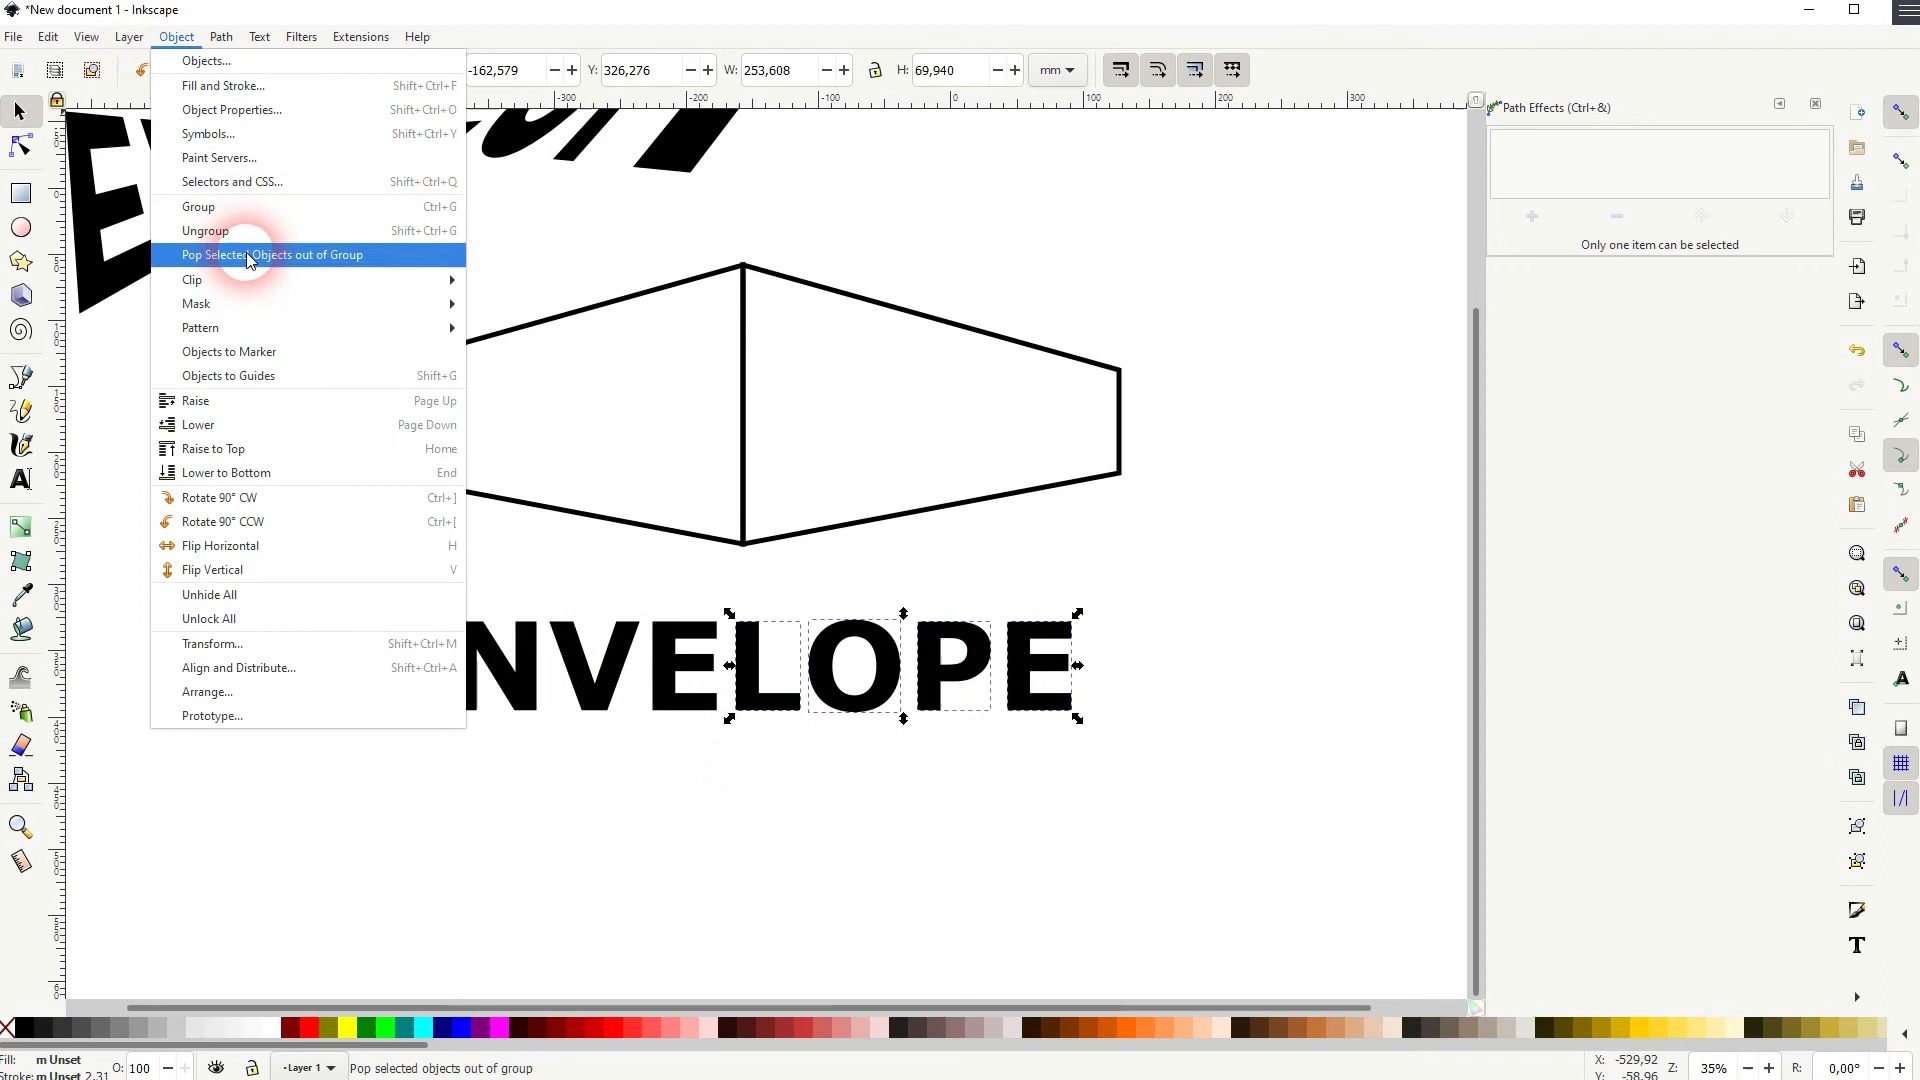 *New document 1 - Inkscape
File Edit View Layer Object Path Text Filters Extensions Help
-162,579 Y: 326,276 W: 253,608 H: 69,940 mm
Objects...
Fill and Stroke... Shift+Ctrl+F
Object Properties... Shift+Ctrl+O
Symbols... Shift+Ctrl+Y
Paint Servers...
Selectors and CSS... Shift+Ctrl+Q
Group Ctrl+G
Ungroup Shift+Ctrl+G
Pop Selected Objects out of Group
Clip
Mask
Pattern
Objects to Marker
Objects to Guides Shift+G
Raise Page Up
Lower Page Down
Raise to Top Home
Lower to Bottom End
Rotate 90° CW Ctrl+]
Rotate 90° CCW Ctrl+[
Flip Horizontal H
Flip Vertical V
Unhide All
Unlock All
Transform... Shift+Ctrl+M
Align and Distribute... Shift+Ctrl+A
Arrange...
Prototype...
-300 -200 -100 0 100 200 300
Path Effects (Ctrl+&)
Only one item can be selected
NVELOPE
Fill: m Unset
Stroke: m Unset 2,31
O: 100
-Layer 1
Pop selected objects out of group
X: -529,92
Y: -58,96
Z: 35%
R: 0,00°